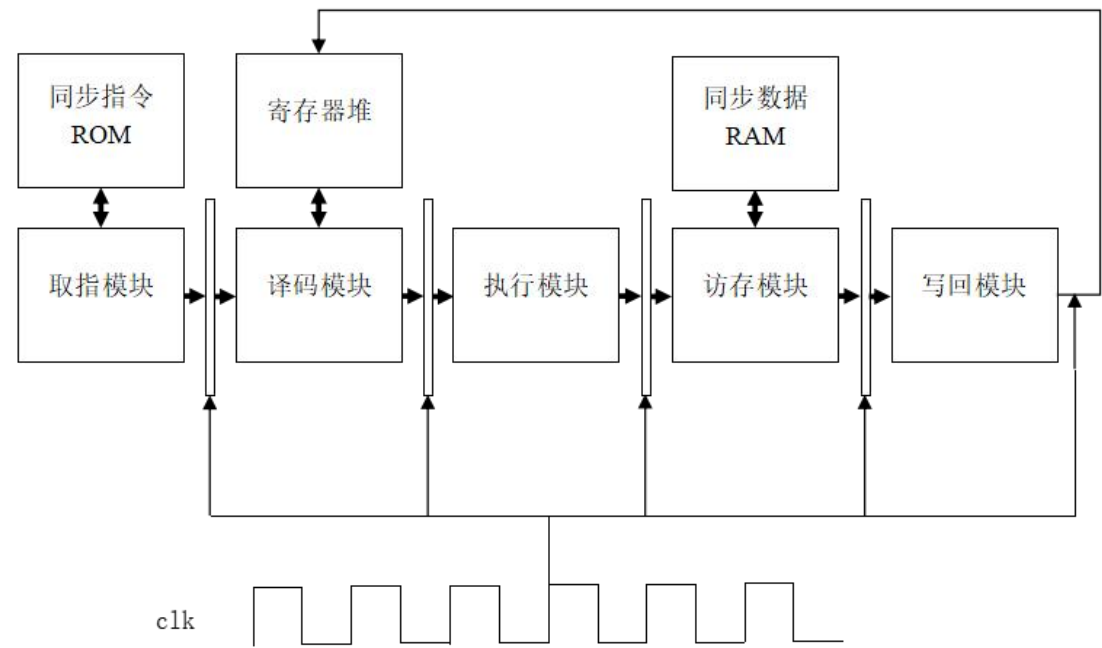 同步指令
ROM
寄存器堆
同步数据
RAM
取指模块
译码模块
执行模块
访存模块
写回模块
clk